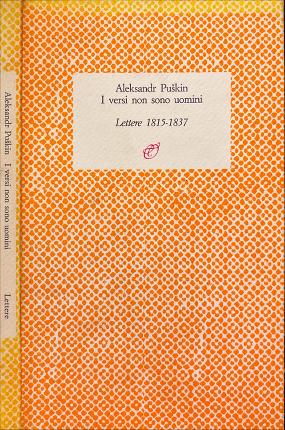 Aleksandr Puškin
I versi non sono uomini
Lettere 1815-1837
Aleksandr Puškin I versi non sono uomini Lettere